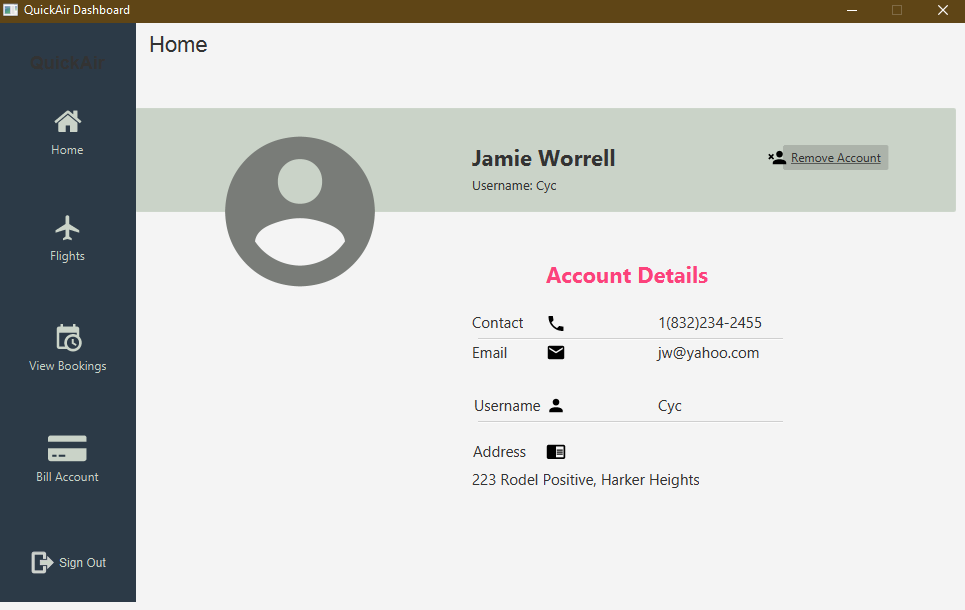 QuickAir Dashboard
Home
QuickAir
Home
Flights
View Bookings
Bill Account
Sign Out
Jamie Worrell
Username: Cyc
Remove Account
Account Details
Contact 1(832)234-2455
Email jw@yahoo.com
Username Cyc
Address
223 Rodel Positive, Harker Heights